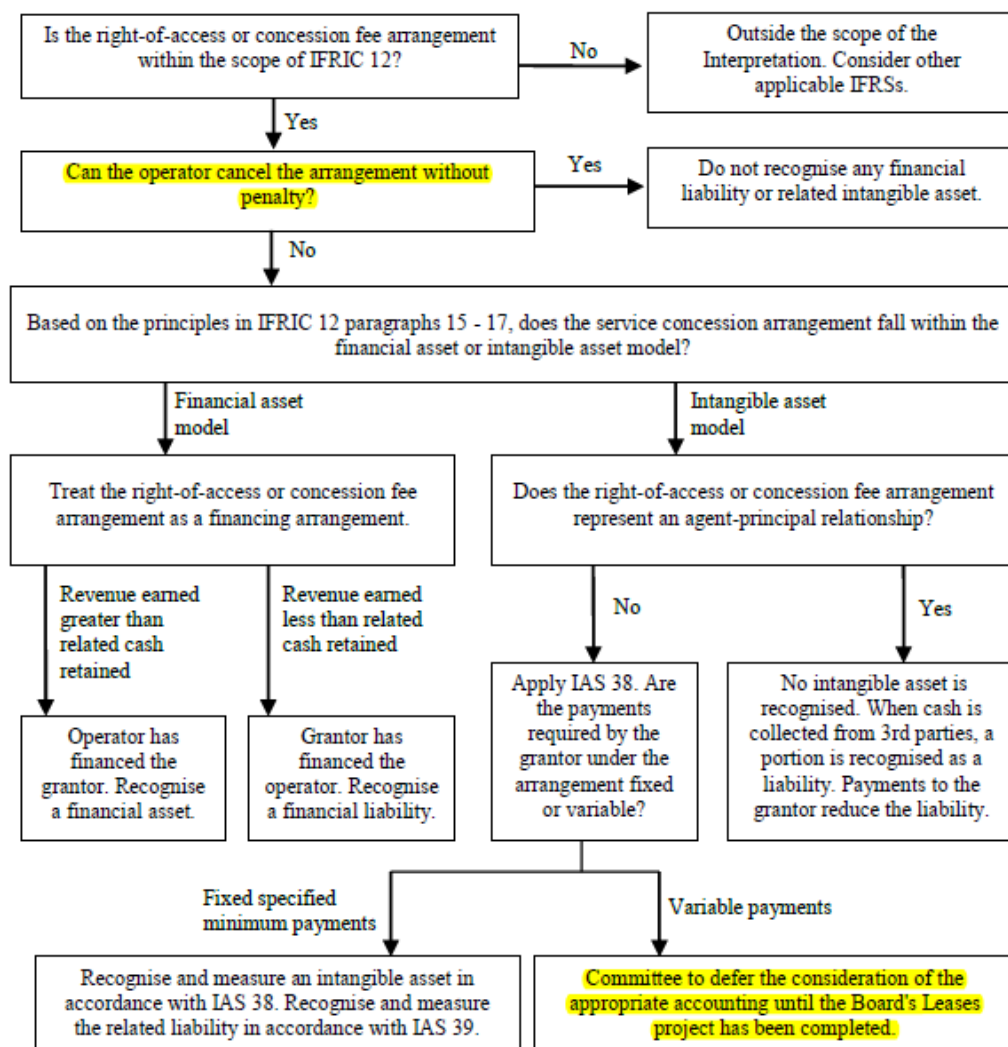 Is the right-of-access or concession fee arrangement
within the scope of IFRIC 12?
No
Outside the scope of the
Interpretation. Consider other
applicable IFRSs.
Yes
Can the operator cancel the arrangement without
penalty?
Yes
Do not recognise any financial
liability or related intangible asset.
No
Based on the principles in IFRIC 12 paragraphs 15 - 17, does the service concession arrangement fall within the
financial asset or intangible asset model?
Financial asset
model
Intangible asset
model
Treat the right-of-access or concession fee
arrangement as a financing arrangement.
Does the right-of-access or concession fee arrangement
represent an agent-principal relationship?
Revenue earned
greater than
related cash
retained
Revenue earned
less than related
cash retained
No
Yes
Operator has
financed the
grantor. Recognise
a financial asset.
Grantor has
financed the
operator. Recognise
a financial liability.
Apply IAS 38. Are
the payments
required by the
grantor under the
arrangement fixed
or variable?
No intangible asset is
recognised. When cash is
collected from 3rd parties, a
portion is recognised as a
liability. Payments to the
grantor reduce the liability.
Fixed specified
minimum payments
Variable payments
Recognise and measure an intangible asset in
accordance with IAS 38. Recognise and measure
the related liability in accordance with IAS 39.
Committee to defer the consideration of the
appropriate accounting until the Board's Leases
project has been completed.